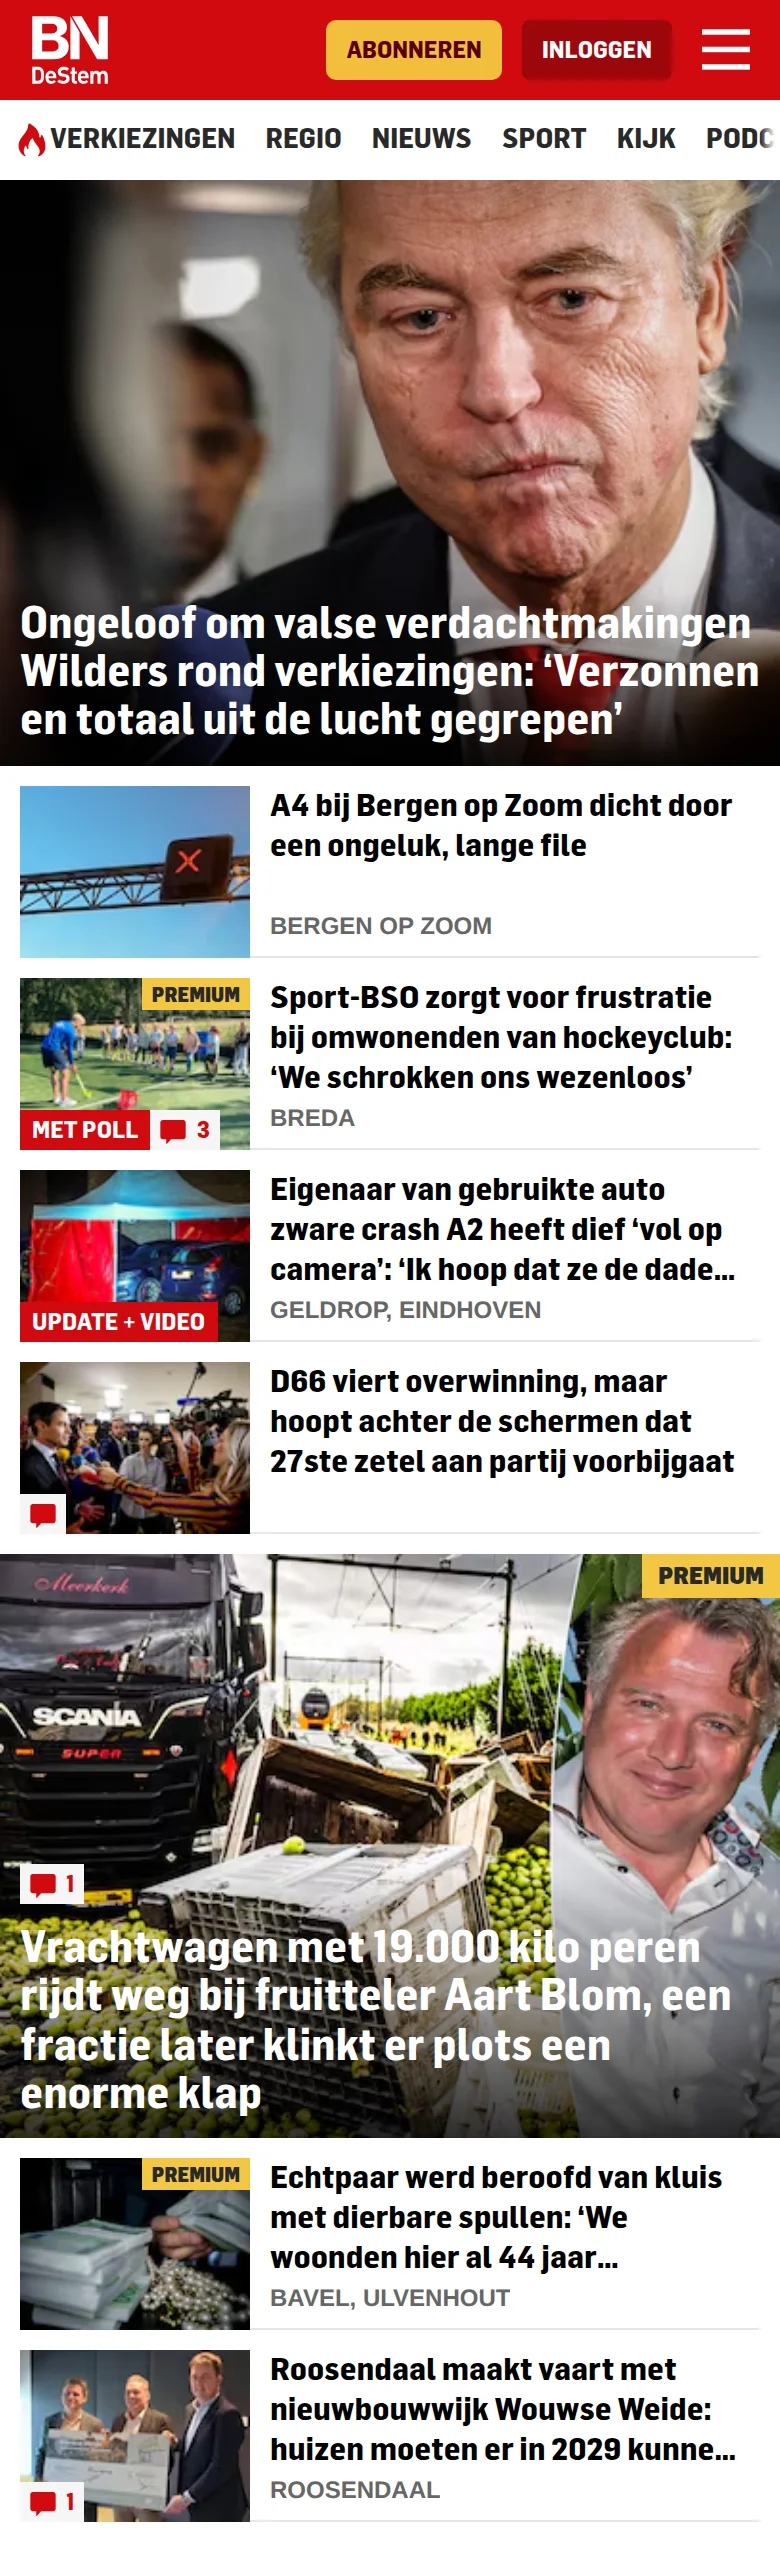 BN
DeStem
ABONNEREN
INLOGGEN
VERKIEZINGEN REGIO NIEUWS SPORT KIJK PODC
Ongeloof om valse verdachtmakingen
Wilders rond verkiezingen: ‘Verzonnen
en totaal uit de lucht gegrepen’
A4 bij Bergen op Zoom dicht door
een ongeluk, lange file
BERGEN OP ZOOM
PREMIUM
MET POLL
3
Sport-BSO zorgt voor frustratie
bij omwonenden van hockeyclub:
‘We schrokken ons wezenloos’
BREDA
UPDATE + VIDEO
Eigenaar van gebruikte auto
zware crash A2 heeft dief ‘vol op
camera’: ‘Ik hoop dat ze de dade...
GELDROP, EINDHOVEN
D66 viert overwinning, maar
hoopt achter de schermen dat
27ste zetel aan partij voorbijgaat
PREMIUM
Meerkerk
SCANIA
SUPER
1
Vrachtwagen met 19.000 kilo peren
rijdt weg bij fruitteler Aart Blom, een
fractie later klinkt er plots een
enorme klap
PREMIUM
Echtpaar werd beroofd van kluis
met dierbare spullen: ‘We
woonden hier al 44 jaar...
BAVEL, ULVENHOUT
1
Roosendaal maakt vaart met
nieuwbouwwijk Wouwse Weide:
huizen moeten er in 2029 kunne...
ROOSENDAAL